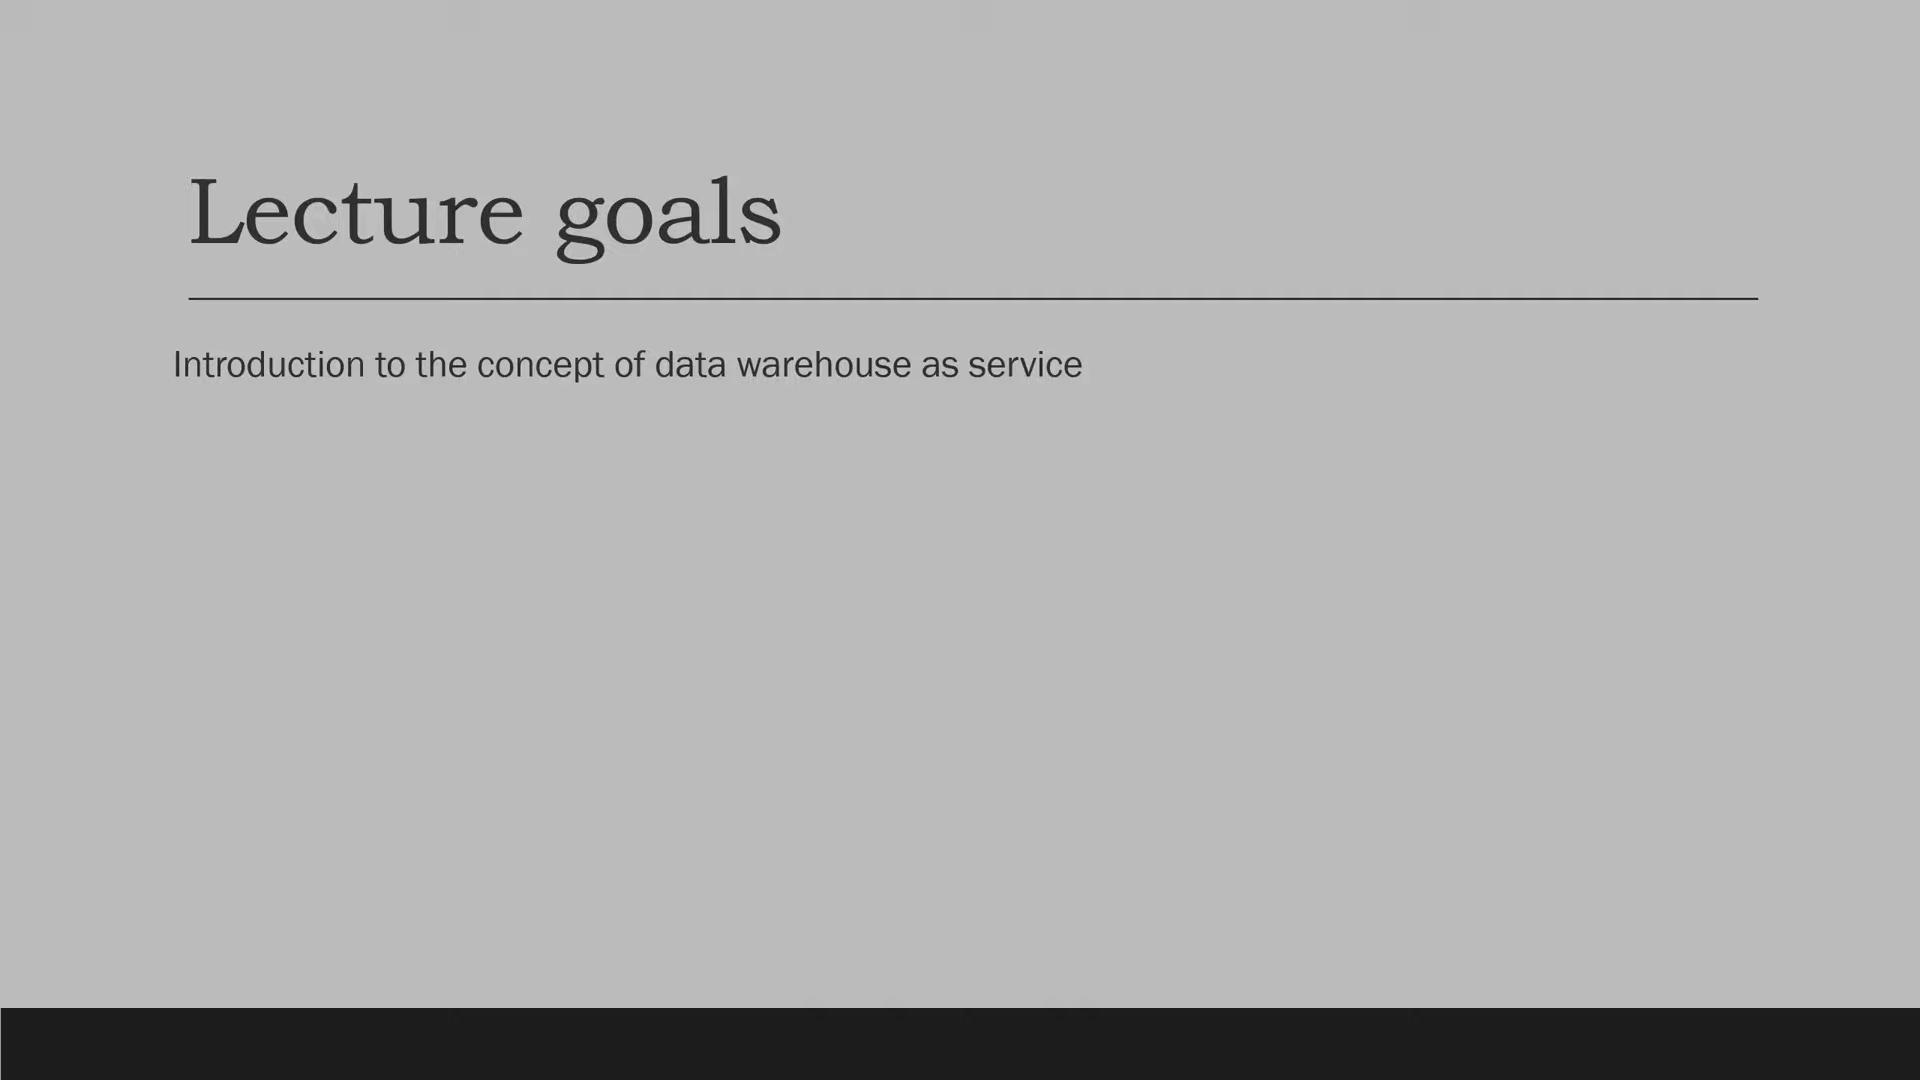 Lecture goals
Introduction to the concept of data warehouse as service